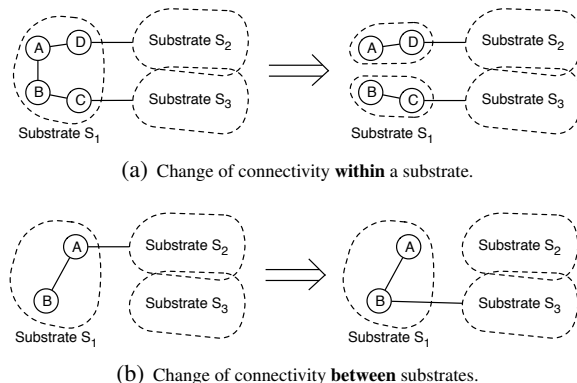 A D Substrate S2 A D Substrate S2
B C Substrate S3 B C Substrate S3
Substrate S1 Substrate S1
(a) Change of connectivity within a substrate.
A Substrate S2 A Substrate S2
B Substrate S3 B Substrate S3
Substrate S1 Substrate S1
(b) Change of connectivity between substrates.